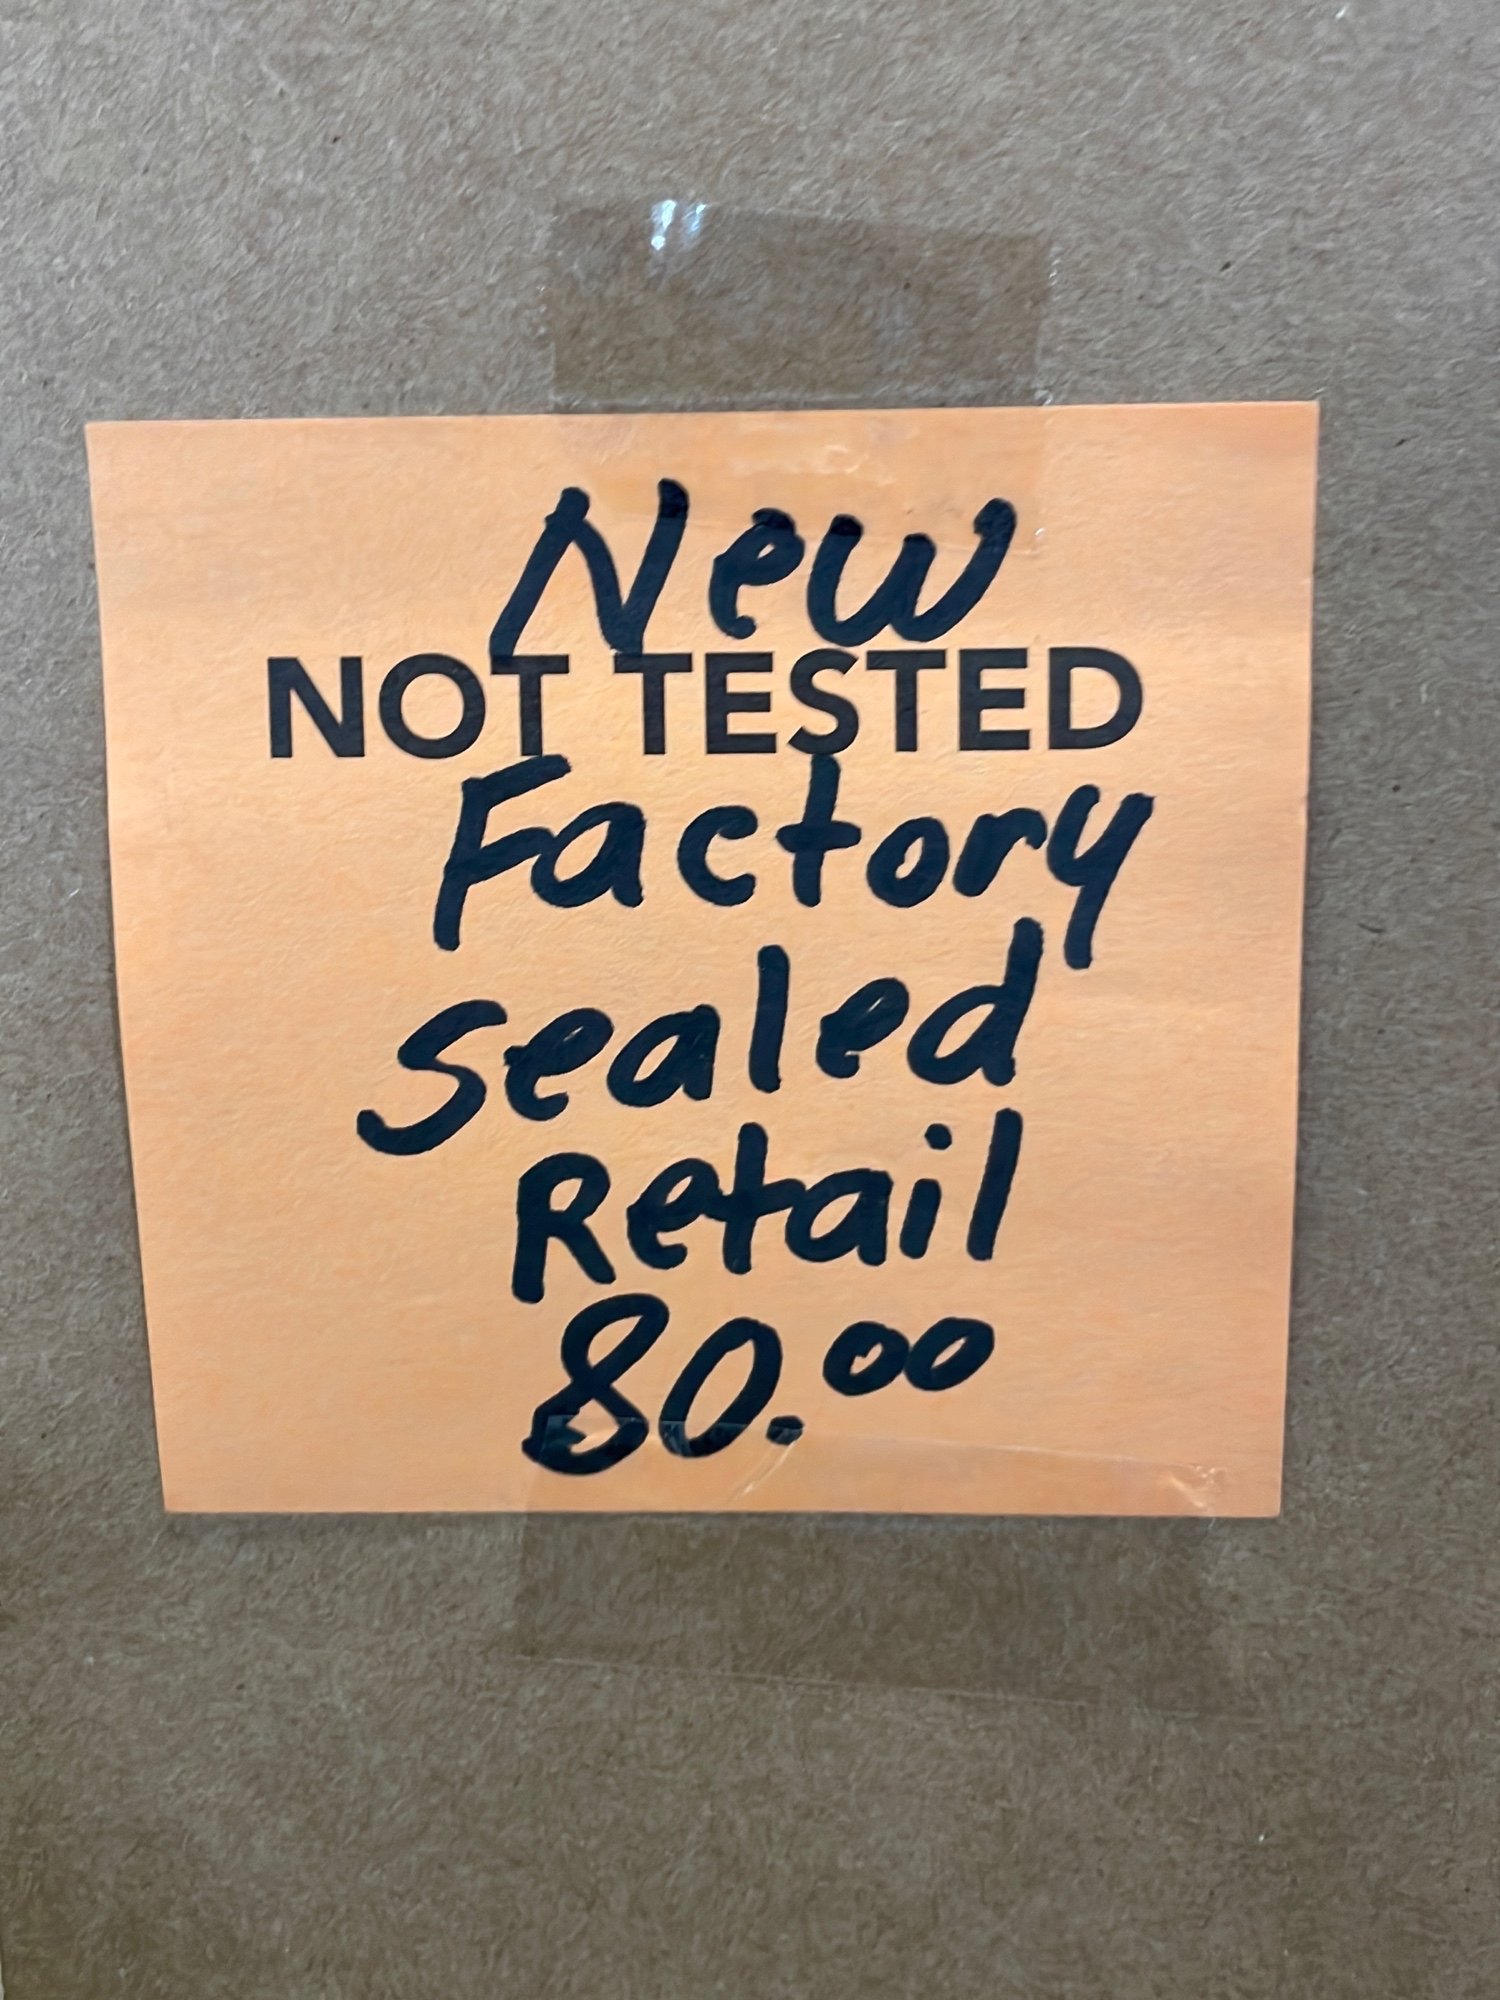 New
NOT TESTED
Factory
sealed
Retail
80.00